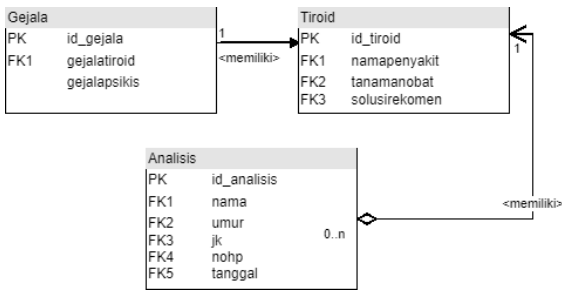 Gejala
PK id_gejala
FK1 gejalatiroid
gejalapsikis
1
<memiliki>
Tiroid
PK id_tiroid
FK1 namapenyakit
FK2 tanamanobat
FK3 solusirekomen
1
<memiliki>
Analisis
PK id_analisis
FK1 nama
FK2 umur
FK3 jk
FK4 nohp
FK5 tanggal
0..n